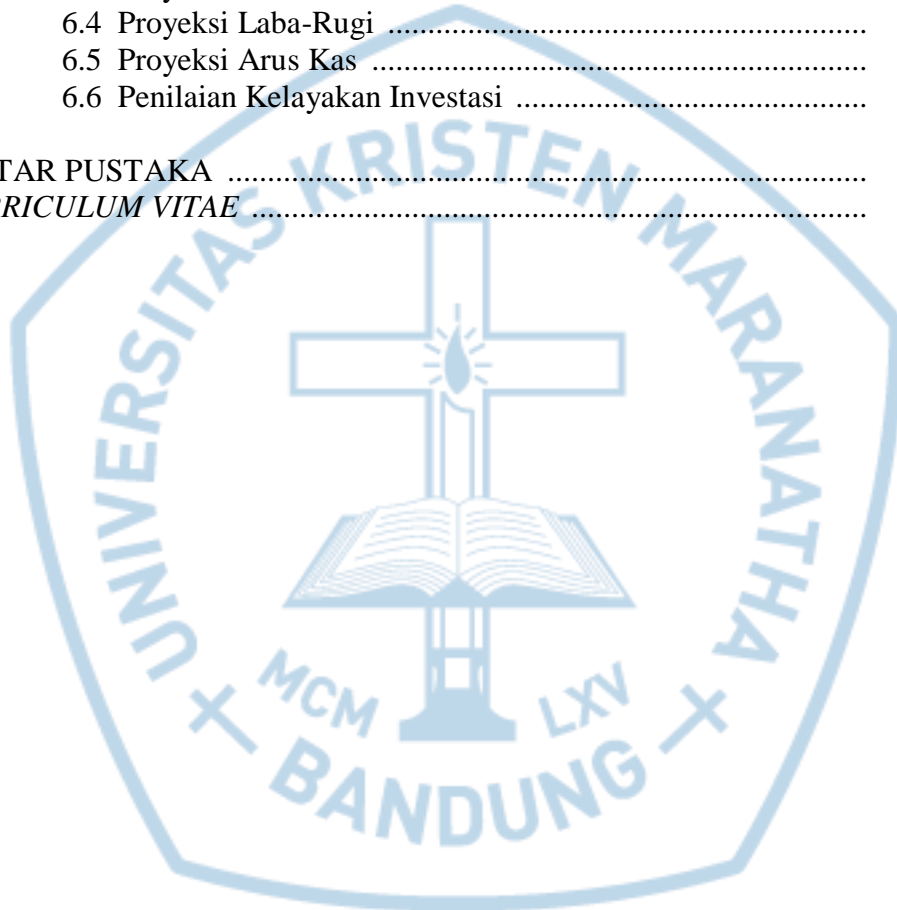 6.4 Proyeksi Laba-Rugi ............................................................
6.5 Proyeksi Arus Kas ..............................................................
6.6 Penilaian Kelayakan Investasi ............................................
TAR PUSTAKA .................................................................................
RICULUM VITAE ..............................................................................
UNIVERSITAS KRISTEN MARANATHA
MCM LXV
BANDUNG